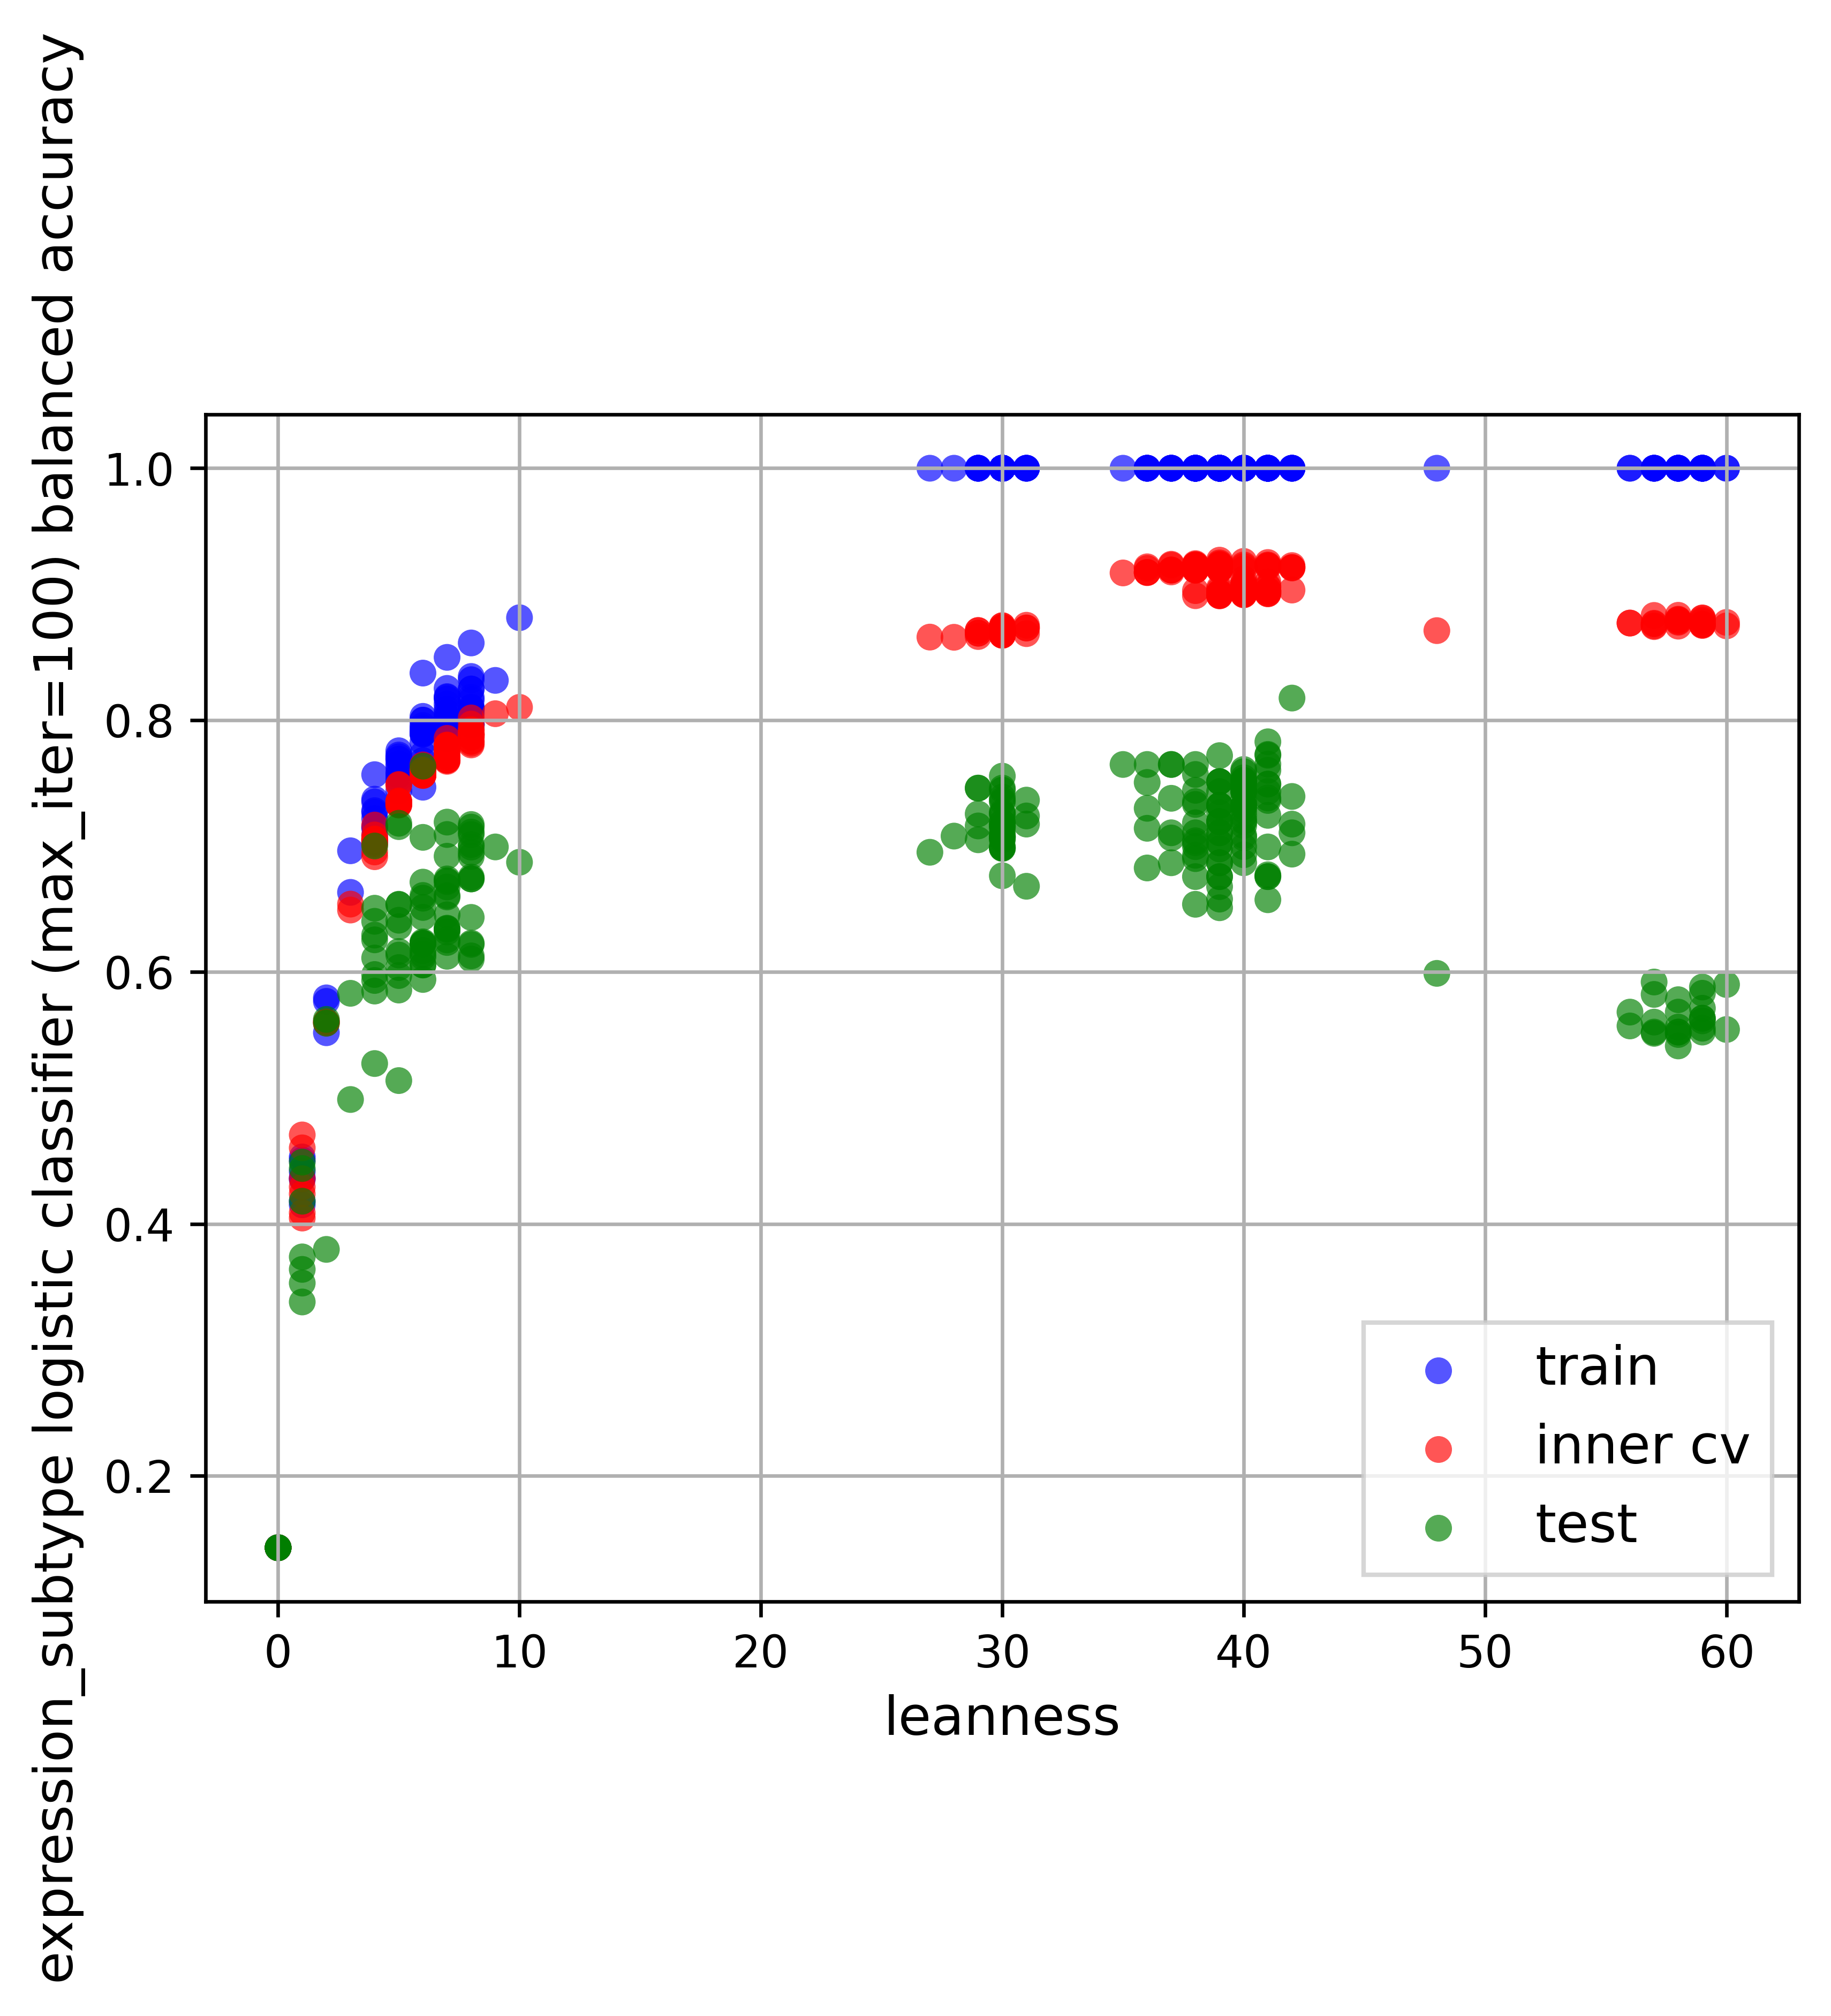 expression_subtype logistic classifier (max_iter=100) balanced accuracy
1.0
0.8
0.6
0.4
0.2
0 10 20 30 40 50 60
leanness
train
inner cv
test